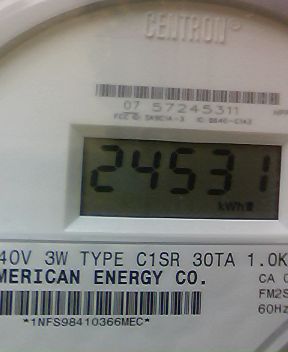 CENTRON
07 57245311
24531
kWh
40V 3W TYPE C1SR 30TA 1.0K
MERICAN ENERGY CO.
CA
FM2S
60Hz
*1NFS98410366MEC*